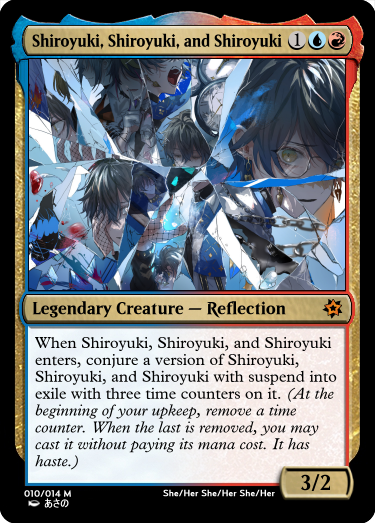 Shiroyuki, Shiroyuki, and Shiroyuki 1
Legendary Creature — Reflection
When Shiroyuki, Shiroyuki, and Shiroyuki
enters, conjure a version of Shiroyuki,
Shiroyuki, and Shiroyuki with suspend into
exile with three time counters on it. (At the
beginning of your upkeep, remove a time
counter. When the last is removed, you may
cast it without paying its mana cost. It has
haste.)
3/2
010/014 M
She/Her She/Her She/Her
あさの